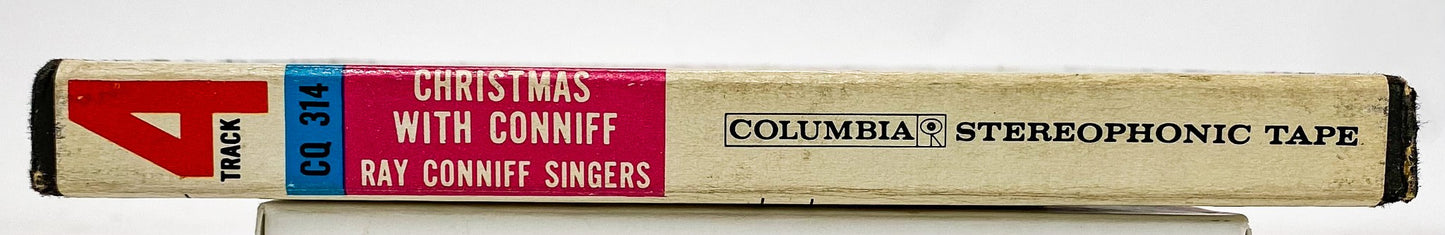 4
TRACK
CQ 314
CHRISTMAS
WITH CONNIFF
RAY CONNIFF SINGERS
COLUMBIA STEREOPHONIC TAPE